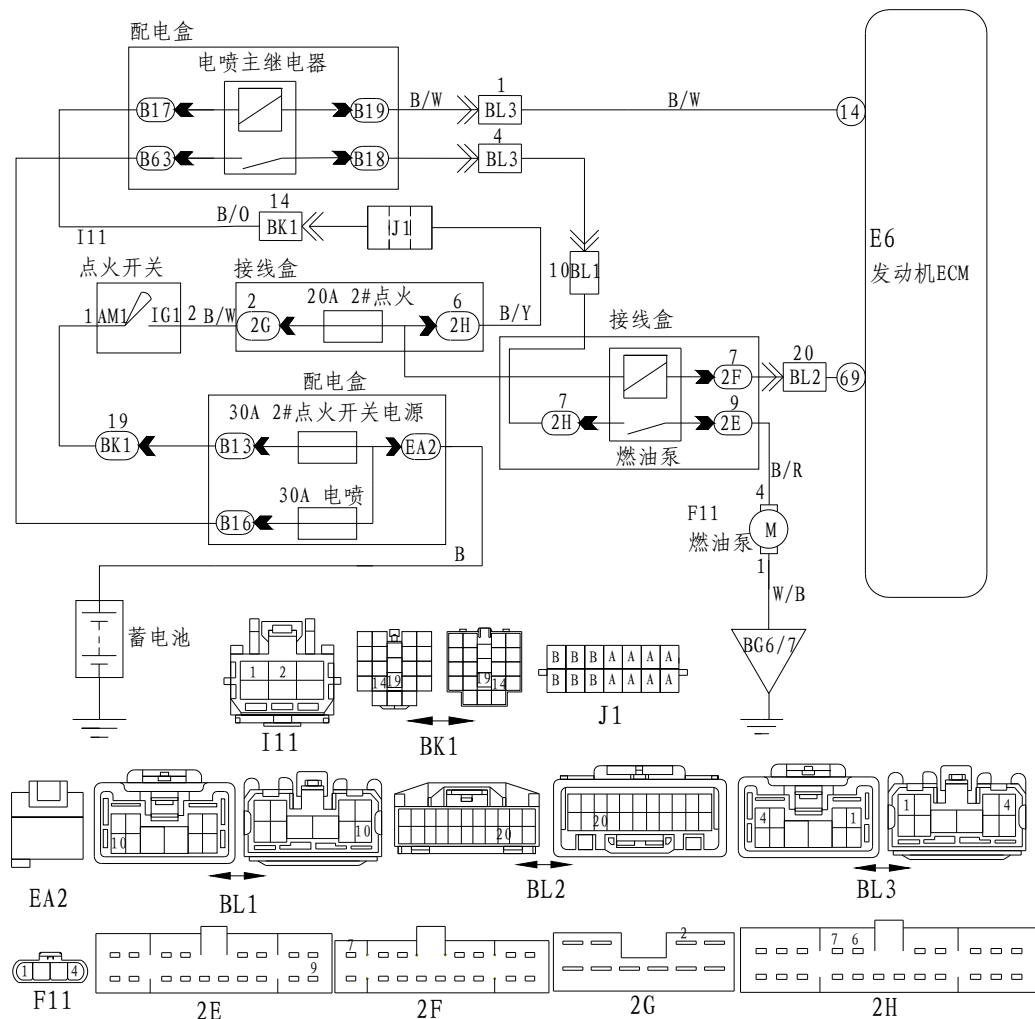 配电盒
电喷主继电器
B17
B19
B/W
1
BL3
B/W
14
B63
B18
4
BL3
I11
B/O
14
BK1
J1
10
BL1
E6
发动机ECM
点火开关
1
AM1
IG1
2
B/W
接线盒
20A 2#点火
2
2G
6
2H
B/Y
接线盒
7
2F
20
BL2
69
7
2H
9
2E
燃油泵
配电盒
30A 2#点火开关电源
19
BK1
B13
EA2
30A 电喷
B16
B
B/R
4
F11
燃油泵
M
1
W/B
BG6/7
蓄电池
1 2
I11
14 19
19 14
BK1
B B B A A A A
B B B A A A A
J1
EA2
10
10
BL1
20
20
BL2
4 1
1 4
BL3
1 4
F11
9
2E
7
2F
2
2G
7 6
2H